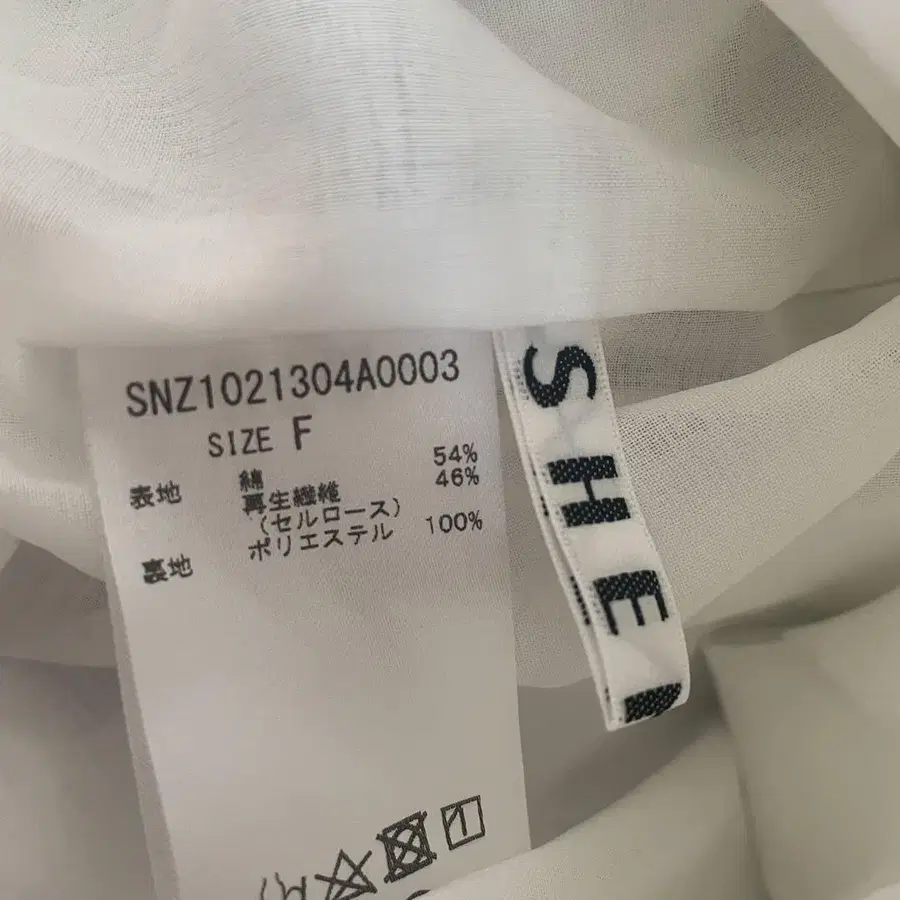 SNZ1021304A0003
SIZE F
表地 綿 54%
再生繊維 46%
(セルロース)
裏地 ポリエステル 100%
SHE